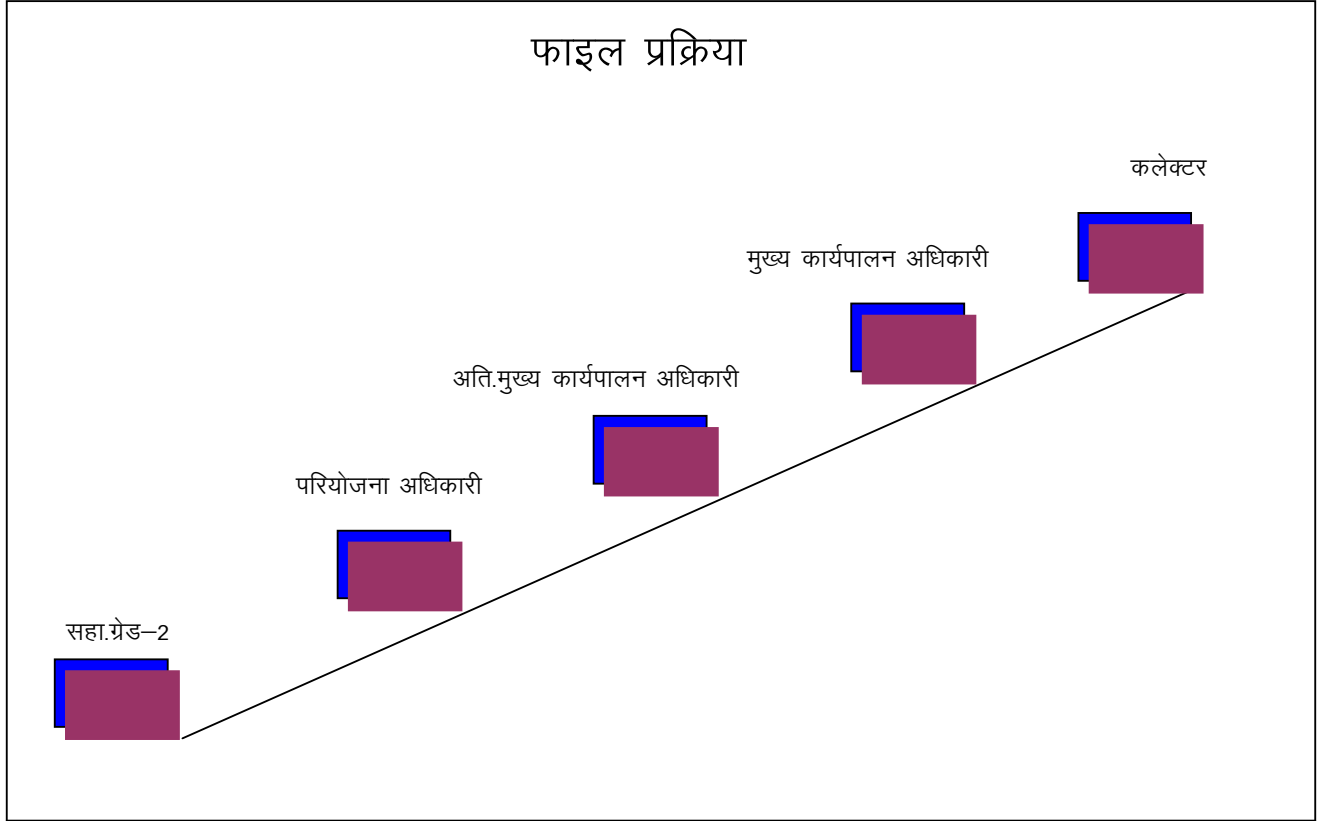 फाइल प्रक्रिया
कलेक्टर
मुख्य कार्यपालन अधिकारी
अति.मुख्य कार्यपालन अधिकारी
परियोजना अधिकारी
सहा.ग्रेड–2